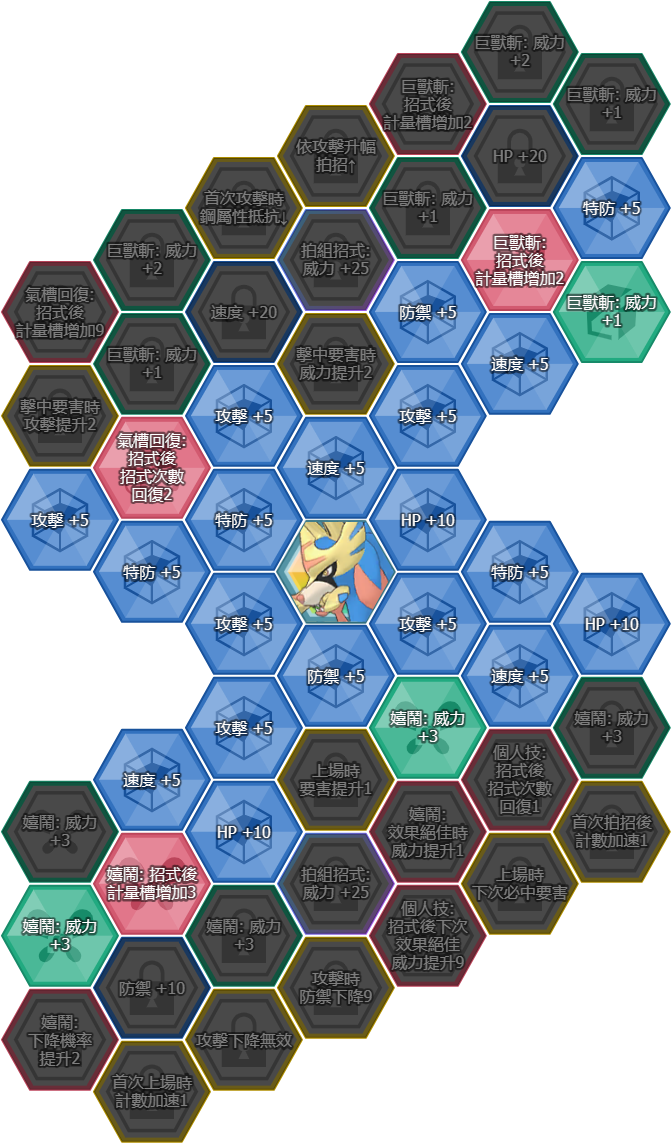 巨獸斬: 威力
+2
巨獸斬:
招式後
計量槽增加2
巨獸斬: 威力
+1
依攻擊升幅
拍招↑
HP +20
首次攻擊時
鋼屬性抵抗↓
巨獸斬: 威力
+1
特防 +5
巨獸斬: 威力
+2
拍組招式:
威力 +25
巨獸斬:
招式後
計量槽增加2
氣槽回復:
招式後
計量槽增加9
速度 +20
防禦 +5
巨獸斬: 威力
+1
巨獸斬: 威力
+1
擊中要害時
威力提升2
速度 +5
擊中要害時
攻擊提升2
攻擊 +5
攻擊 +5
氣槽回復:
招式後
招式次數
回復2
速度 +5
攻擊 +5
特防 +5
HP +10
特防 +5
特防 +5
攻擊 +5
攻擊 +5
HP +10
防禦 +5
速度 +5
攻擊 +5
嬉鬧: 威力
+3
嬉鬧: 威力
+3
速度 +5
上場時
要害提升1
個人技:
招式後
招式次數
回復1
嬉鬧: 威力
+3
HP +10
嬉鬧:
效果絕佳時
威力提升1
首次拍招後
計數加速1
嬉鬧: 招式後
計量槽增加3
拍組招式:
威力 +25
上場時
下次必中要害
嬉鬧: 威力
+3
嬉鬧: 威力
+3
個人技:
招式後下次
效果絕佳
威力提升9
防禦 +10
攻擊時
防禦下降9
嬉鬧:
下降機率
提升2
攻擊下降無效
首次上場時
計數加速1